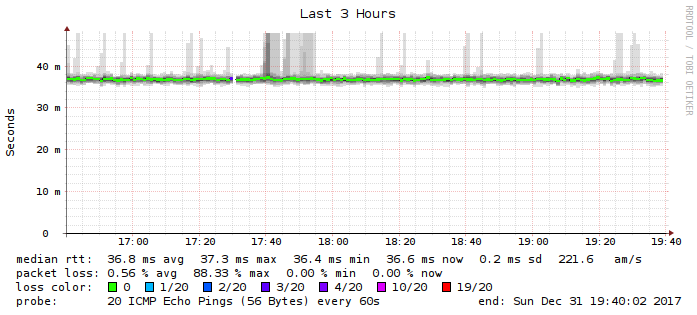 Last 3 Hours
RRDTOOL / TOBI OETIKER
Seconds
40 m
30 m
20 m
10 m
0
17:00 17:20 17:40 18:00 18:20 18:40 19:00 19:20 19:40
median rtt: 36.8 ms avg 37.3 ms max 36.4 ms min 36.6 ms now 0.2 ms sd 221.6 am/s
packet loss: 0.56 % avg 88.33 % max 0.00 % min 0.00 % now
loss color: 0 1/20 2/20 3/20 4/20 10/20 19/20
probe: 20 ICMP Echo Pings (56 Bytes) every 60s end: Sun Dec 31 19:40:02 2017